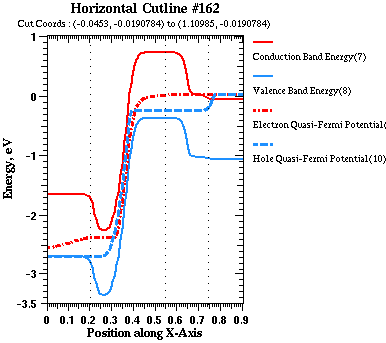 Horizontal Cutline #162
Cut Coords : (-0.0453, -0.0190784) to (1.10985, -0.0190784)
1
0
-1
-2
-3
-3.5
Energy, eV
0 0.1 0.2 0.3 0.4 0.5 0.6 0.7 0.8 0.9
Position along X-Axis
Conduction Band Energy(7)
Valence Band Energy(8)
Electron Quasi-Fermi Potential(
Hole Quasi-Fermi Potential(10)